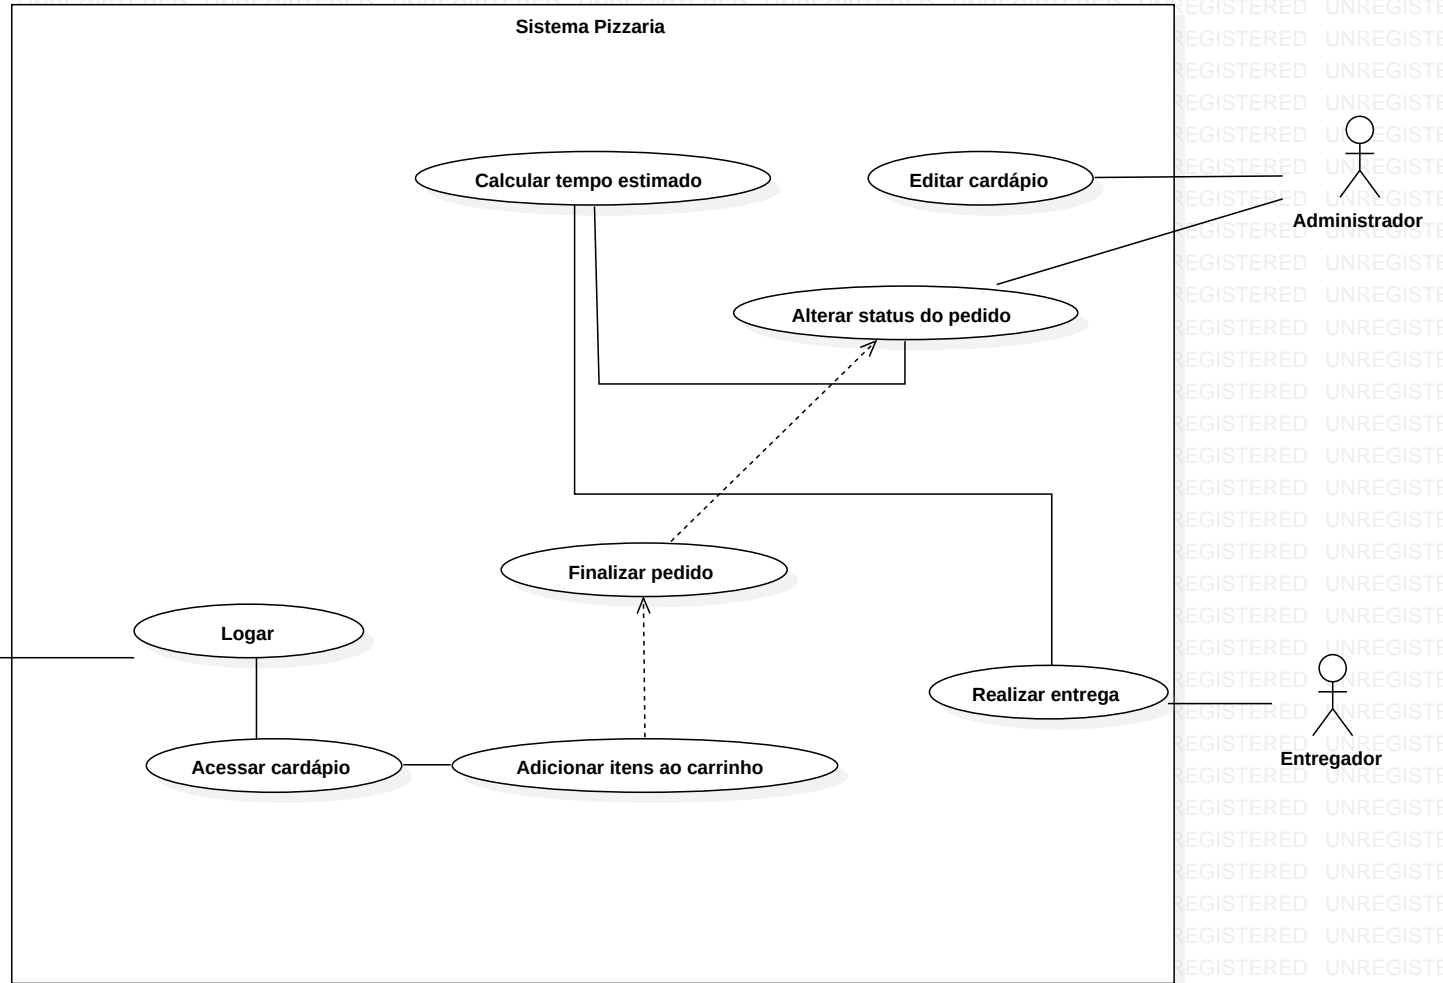 Sistema Pizzaria
Calcular tempo estimado
Editar cardápio
Administrador
Alterar status do pedido
Finalizar pedido
Logar
Realizar entrega
Entregador
Acessar cardápio
Adicionar itens ao carrinho
UNREGISTERED